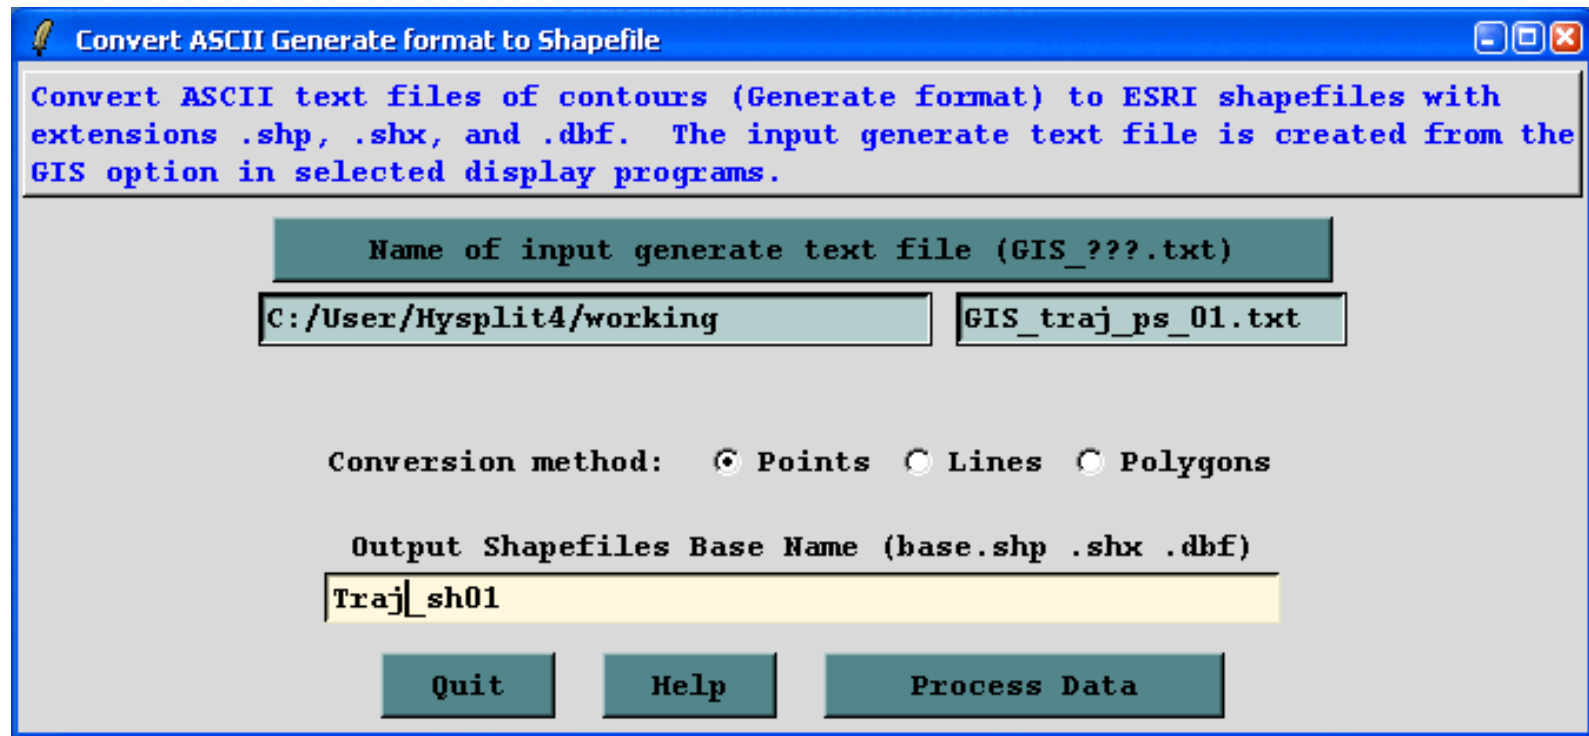 Convert ASCII Generate format to Shapefile
Convert ASCII text files of contours (Generate format) to ESRI shapefiles with
extensions .shp, .shx, and .dbf.  The input generate text file is created from the
GIS option in selected display programs.
Name of input generate text file (GIS_???.txt)
C:/User/Hysplit4/working GIS_traj_ps_01.txt
Conversion method: Points Lines Polygons
Output Shapefiles Base Name (base.shp .shx .dbf)
Traj_sh01
Quit Help Process Data